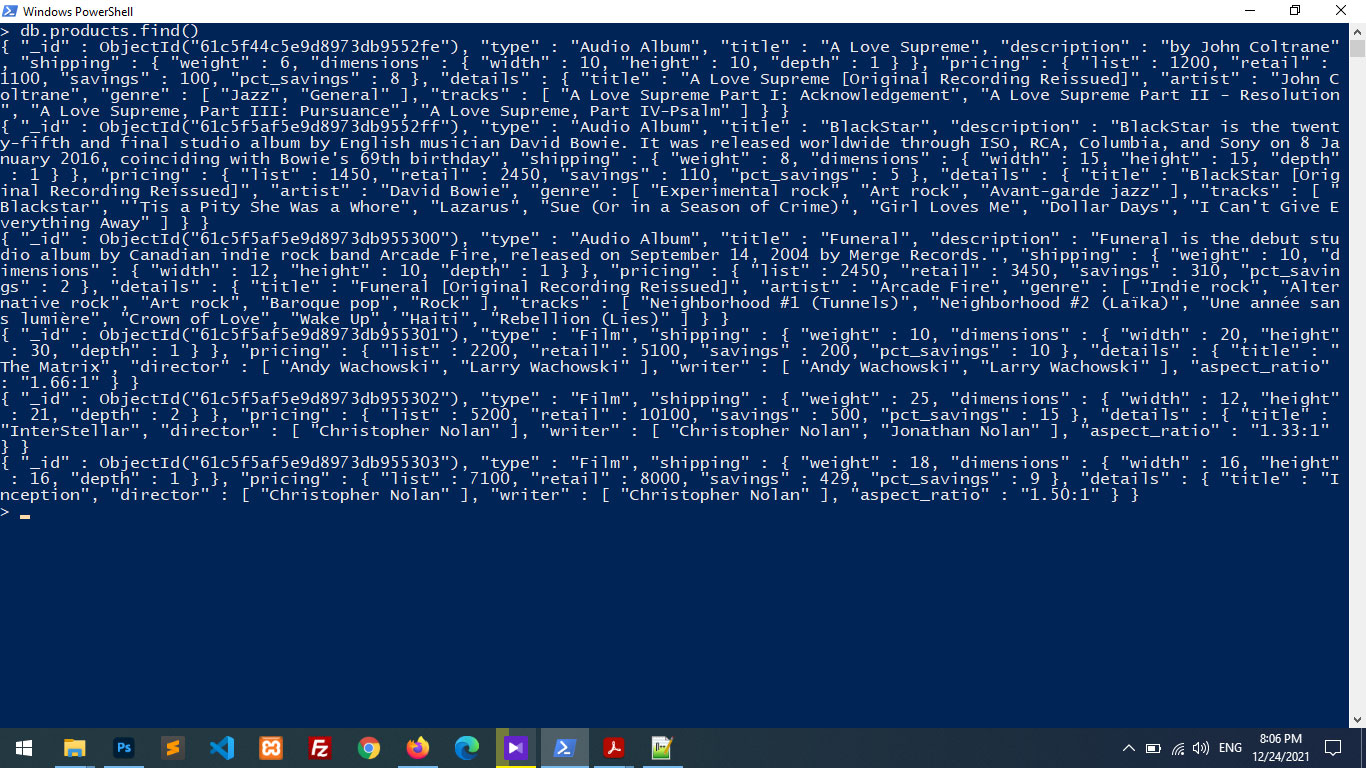 Windows PowerShell
> db.products.find()
{ "_id" : ObjectId("61c5f44c5e9d8973db9552fe"), "type" : "Audio Album", "title" : "A Love Supreme", "description" : "by John Coltrane"
, "shipping" : { "weight" : 6, "dimensions" : { "width" : 10, "height" : 10, "depth" : 1 } }, "pricing" : { "list" : 1200, "retail" :
1100, "savings" : 100, "pct_savings" : 8 }, "details" : { "title" : "A Love Supreme [Original Recording Reissued]", "artist" : "John C
oltrane", "genre" : [ "Jazz", "General" ], "tracks" : [ "A Love Supreme Part I: Acknowledgement", "A Love Supreme Part II - Resolution
", "A Love Supreme, Part III: Pursuance", "A Love Supreme, Part IV-Psalm" ] } }
{ "_id" : ObjectId("61c5f5af5e9d8973db9552ff"), "type" : "Audio Album", "title" : "BlackStar", "description" : "BlackStar is the twent
y-fifth and final studio album by English musician David Bowie. It was released worldwide through ISO, RCA, Columbia, and Sony on 8 Ja
nuary 2016, coinciding with Bowie's 69th birthday", "shipping" : { "weight" : 8, "dimensions" : { "width" : 15, "height" : 15, "depth"
: 1 } }, "pricing" : { "list" : 1450, "retail" : 2450, "savings" : 110, "pct_savings" : 5 }, "details" : { "title" : "BlackStar [Orig
inal Recording Reissued]", "artist" : "David Bowie", "genre" : [ "Experimental rock", "Art rock", "Avant-garde jazz" ], "tracks" : [ "
Blackstar", "'Tis a Pity She Was a Whore", "Lazarus", "Sue (Or in a Season of Crime)", "Girl Loves Me", "Dollar Days", "I Can't Give E
verything Away" ] } }
{ "_id" : ObjectId("61c5f5af5e9d8973db955300"), "type" : "Audio Album", "title" : "Funeral", "description" : "Funeral is the debut stu
dio album by Canadian indie rock band Arcade Fire, released on September 14, 2004 by Merge Records.", "shipping" : { "weight" : 10, "d
imensions" : { "width" : 12, "height" : 10, "depth" : 1 } }, "pricing" : { "list" : 2450, "retail" : 3450, "savings" : 310, "pct_savin
gs" : 2 }, "details" : { "title" : "Funeral [Original Recording Reissued]", "artist" : "Arcade Fire", "genre" : [ "Indie rock", "Alter
native rock", "Art rock", "Baroque pop", "Rock" ], "tracks" : [ "Neighborhood #1 (Tunnels)", "Neighborhood #2 (Laïka)", "Une année san
s lumière", "Crown of Love", "Wake Up", "Haïti", "Rebellion (Lies)" ] } }
{ "_id" : ObjectId("61c5f5af5e9d8973db955301"), "type" : "Film", "shipping" : { "weight" : 10, "dimensions" : { "width" : 20, "height"
: 30, "depth" : 1 } }, "pricing" : { "list" : 2200, "retail" : 5100, "savings" : 200, "pct_savings" : 10 }, "details" : { "title" : "
The Matrix", "director" : [ "Andy Wachowski", "Larry Wachowski" ], "writer" : [ "Andy Wachowski", "Larry Wachowski" ], "aspect_ratio"
: "1.66:1" } }
{ "_id" : ObjectId("61c5f5af5e9d8973db955302"), "type" : "Film", "shipping" : { "weight" : 25, "dimensions" : { "width" : 12, "height"
: 21, "depth" : 2 } }, "pricing" : { "list" : 5200, "retail" : 10100, "savings" : 500, "pct_savings" : 15 }, "details" : { "title" :
"InterStellar", "director" : [ "Christopher Nolan" ], "writer" : [ "Christopher Nolan", "Jonathan Nolan" ], "aspect_ratio" : "1.33:1"
} }
{ "_id" : ObjectId("61c5f5af5e9d8973db955303"), "type" : "Film", "shipping" : { "weight" : 18, "dimensions" : { "width" : 16, "height"
: 16, "depth" : 1 } }, "pricing" : { "list" : 7100, "retail" : 8000, "savings" : 429, "pct_savings" : 9 }, "details" : { "title" : "I
nception", "director" : [ "Christopher Nolan" ], "writer" : [ "Christopher Nolan" ], "aspect_ratio" : "1.50:1" } }
> _
Ps
Fz
ENG
8:06 PM
12/24/2021